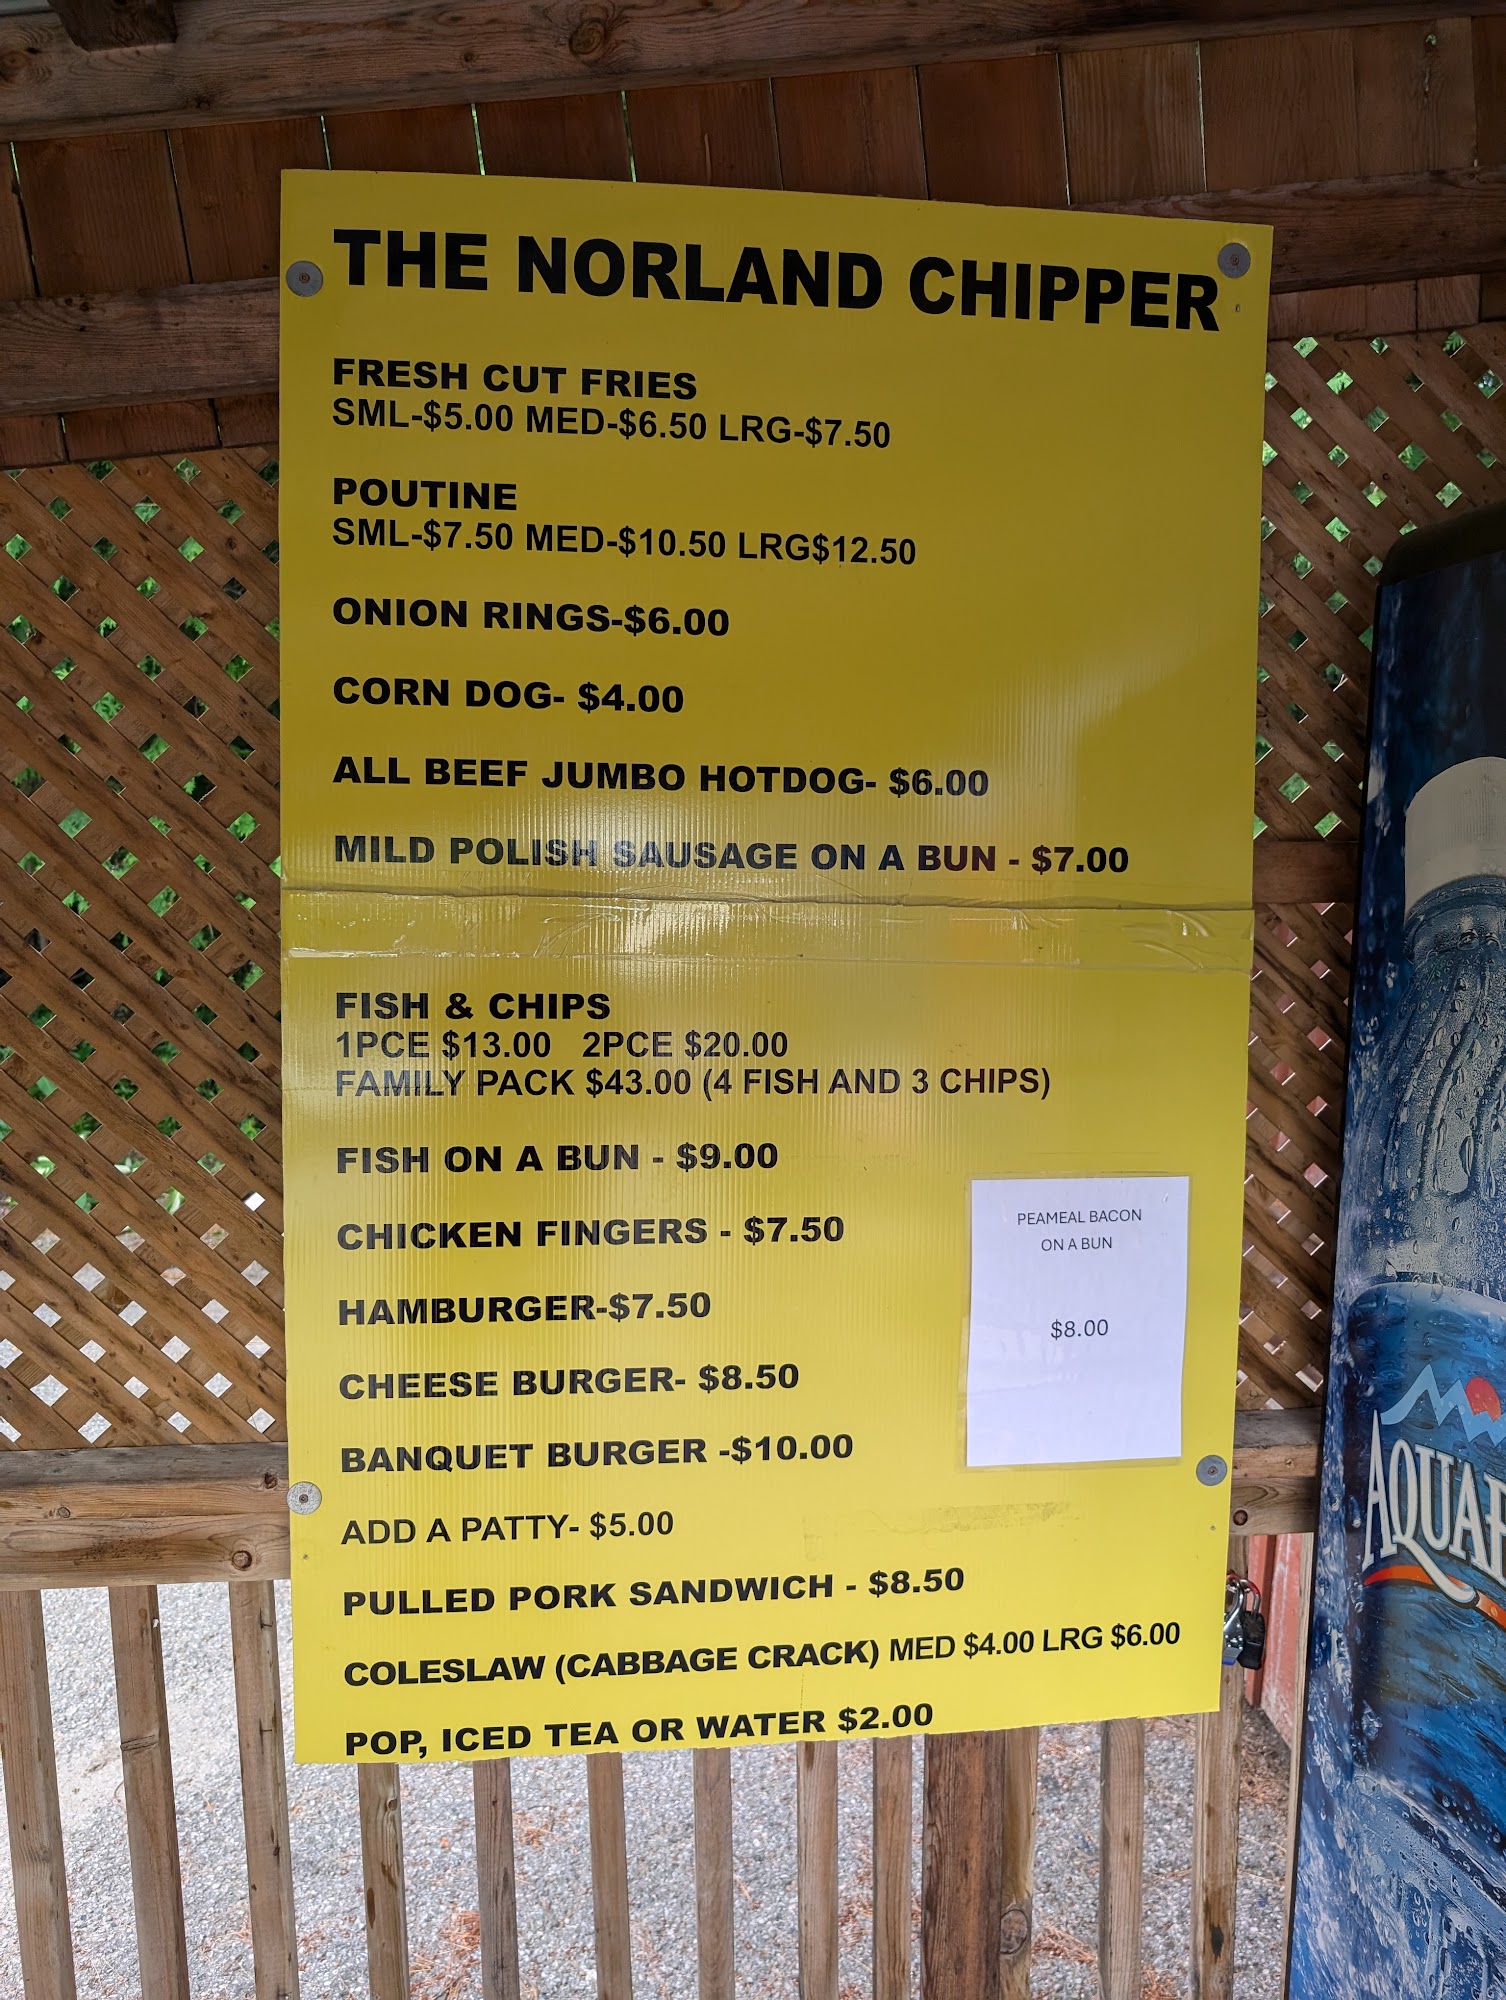 THE NORLAND CHIPPER
FRESH CUT FRIES
SML-$5.00 MED-$6.50 LRG-$7.50
POUTINE
SML-$7.50 MED-$10.50 LRG$12.50
ONION RINGS-$6.00
CORN DOG- $4.00
ALL BEEF JUMBO HOTDOG- $6.00
MILD POLISH SAUSAGE ON A BUN - $7.00
FISH & CHIPS
1PCE $13.00 2PCE $20.00
FAMILY PACK $43.00 (4 FISH AND 3 CHIPS)
FISH ON A BUN - $9.00
CHICKEN FINGERS - $7.50
HAMBURGER-$7.50
CHEESE BURGER- $8.50
BANQUET BURGER -$10.00
ADD A PATTY- $5.00
PULLED PORK SANDWICH - $8.50
COLESLAW (CABBAGE CRACK) MED $4.00 LRG $6.00
POP, ICED TEA OR WATER $2.00
PEAMEAL BACON
ON A BUN
$8.00